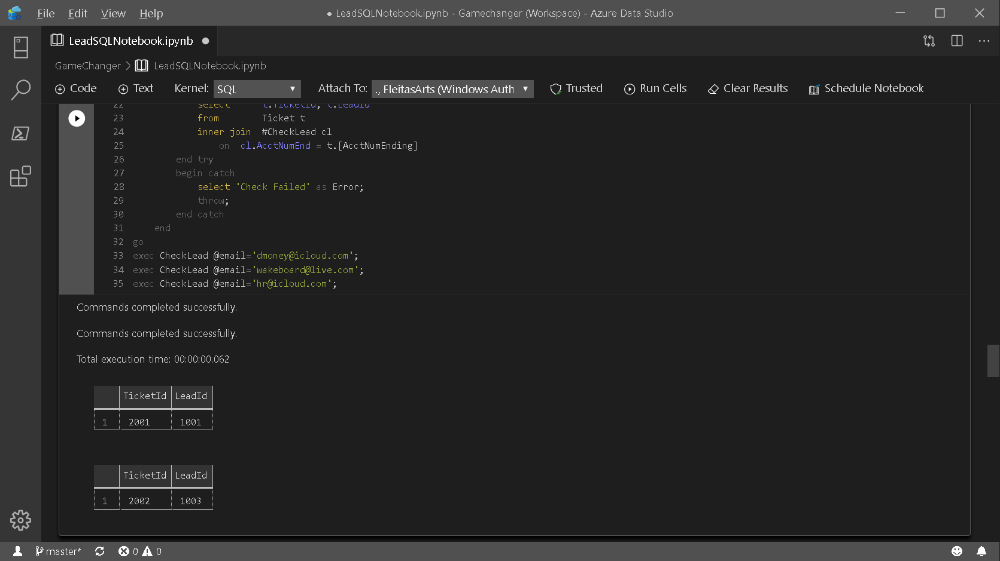 File Edit View Help
● LeadSQLNotebook.ipynb - Gamechanger (Workspace) - Azure Data Studio
LeadSQLNotebook.ipynb ●
GameChanger > LeadSQLNotebook.ipynb
Code Text Kernel: SQL Attach To: ., FleitasArts (Windows Auth Trusted Run Cells Clear Results Schedule Notebook
22 select t.TicketId, t.LeadId
23 from Ticket t
24 inner join #CheckLead cl
25 on cl.AcctNumEnd = t.[AcctNumEnding]
26 end try
27 begin catch
28 select 'Check Failed' as Error;
29 throw;
30 end catch
31 end
32 go
33 exec CheckLead @email='dmoney@icloud.com';
34 exec CheckLead @email='wakeboard@live.com';
35 exec CheckLead @email='hr@icloud.com';
Commands completed successfully.
Commands completed successfully.
Total execution time: 00:00:00.062
TicketId LeadId
1 2001 1001
TicketId LeadId
1 2002 1003
master* 0 0